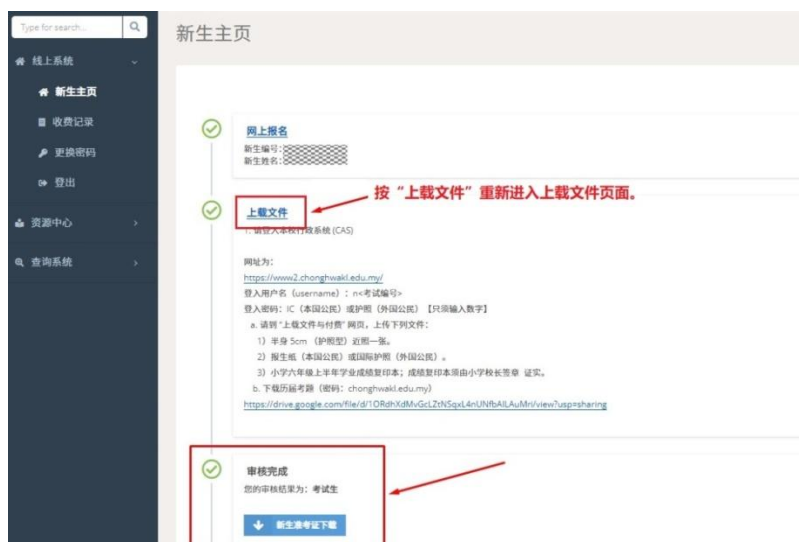 Type for search...
新生主页
线上系统
新生主页
收费记录
更换密码
登出
资源中心
查询系统
网上报名
新生编号:
新生姓名:
按“上载文件”重新进入上载文件页面。
上载文件
1. 请登入本校行政系统 (CAS)
网址为:
https://www2.chonghwakl.edu.my/
登入用户名 (username) : n<考试编号>
登入密码: IC (本国公民) 或护照 (外国公民) 【只须输入数字】
a. 请到“上载文件与付费”网页, 上传下列文件:
1) 半身 5cm (护照型) 近照一张。
2) 报生纸 (本国公民) 或国际护照 (外国公民) 。
3) 小学六年级上半年学业成绩复印本; 成绩复印本须由小学校长签章 证实。
b. 下载历届考题 (密码: chonghwakl.edu.my)
审核完成
您的审核结果为: 考试生
新生准考证下载